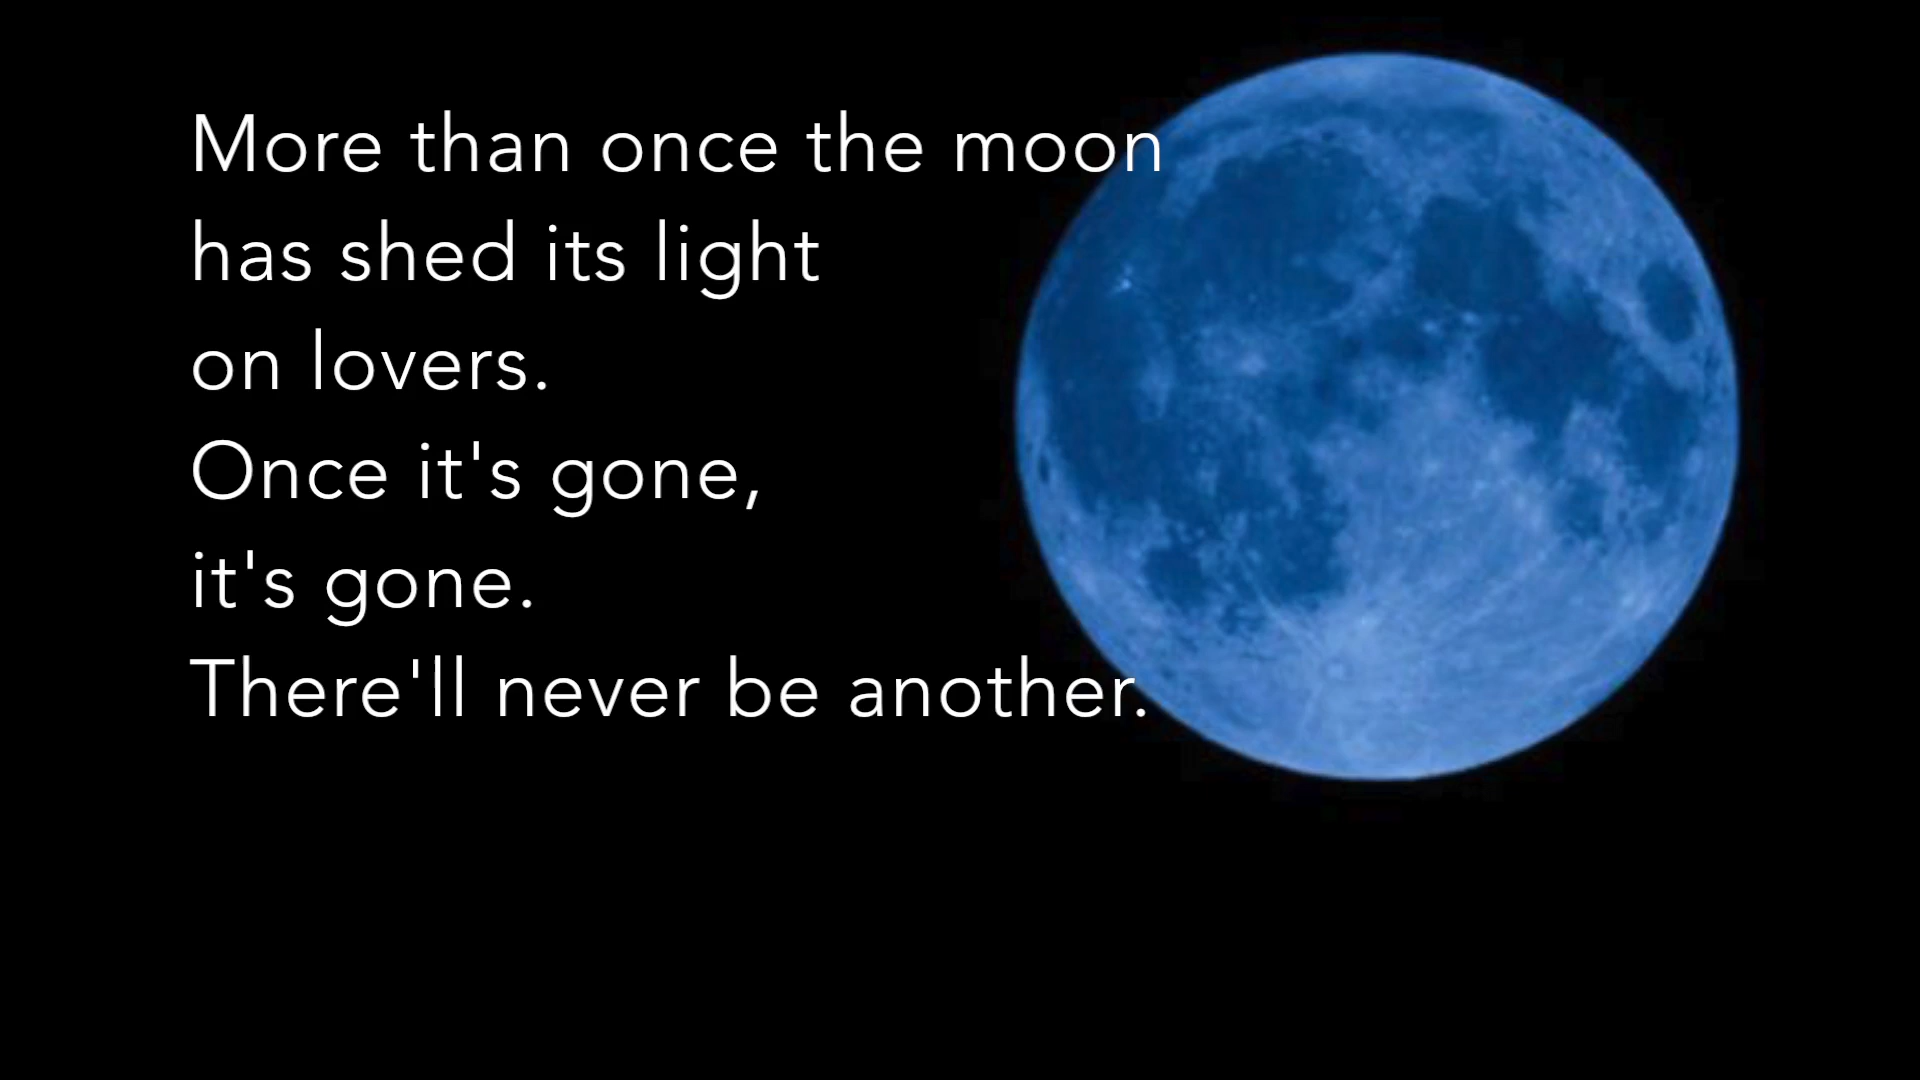 More than once the moon
has shed its light
on lovers.
Once it's gone,
it's gone.
There'll never be another.